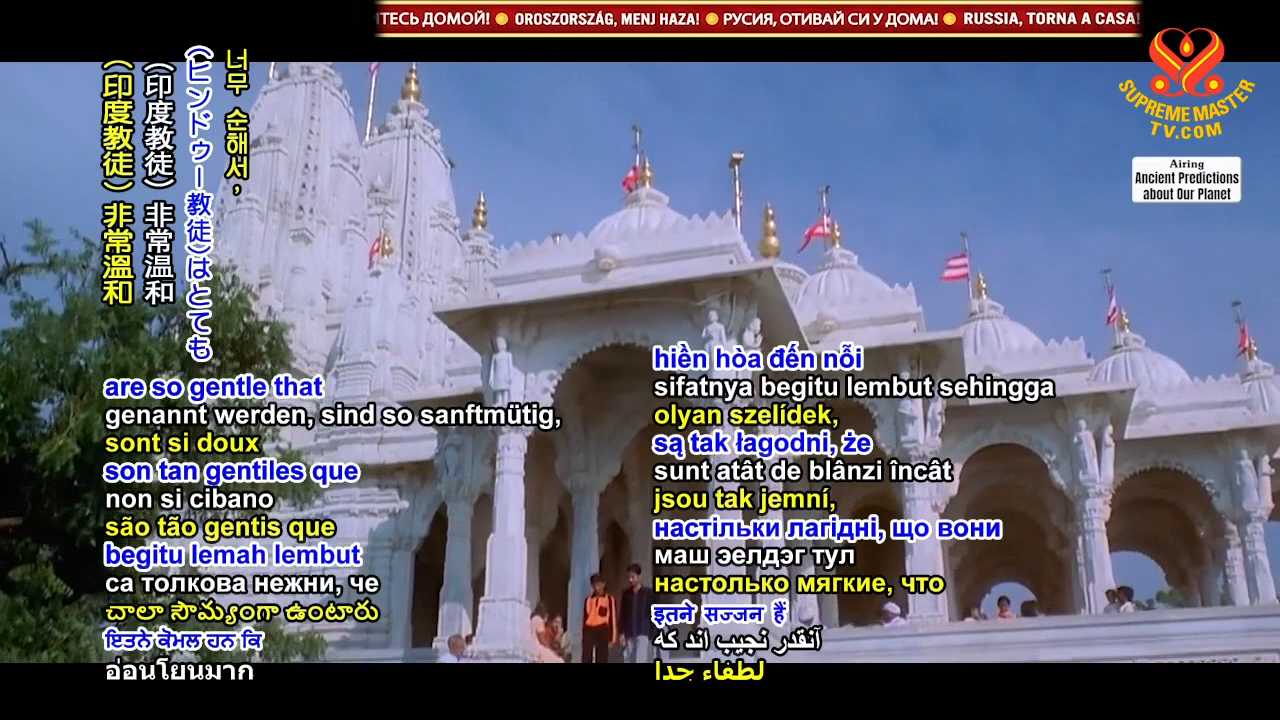 ИТЕСЬ ДОМОЙ! OROSZORSZÁG, MENJ HAZA! РУСИЯ, ОТИВАЙ СИ У ДОМА! RUSSIA, TORNA A CASA!
SUPREME MASTER
TV.COM
Airing
Ancient Predictions
about Our Planet
너무 순해서,
(ヒンドゥー教徒)はとても
（印度教徒）非常温和
（印度教徒）非常溫和
are so gentle that
genannt werden, sind so sanftmütig,
sont si doux
son tan gentiles que
non si cibano
são tão gentis que
begitu lemah lembut
са толкова нежни, че
చాలా సౌమ్యంగా ఉంటారు
ਇਤਨੇ ਕੋਮਲ ਹਨ ਕਿ
อ่อนโยนมาก
hiền hòa đến nỗi
sifatnya begitu lembut sehingga
olyan szelídek,
są tak łagodni, że
sunt atât de blânzi încât
jsou tak jemní,
настільки лагідні, що вони
маш зөелдэг тул
настолько мягкие, что
इतने सज्जन हैं
آنقدر نجیب اند که
لطفاء جدا